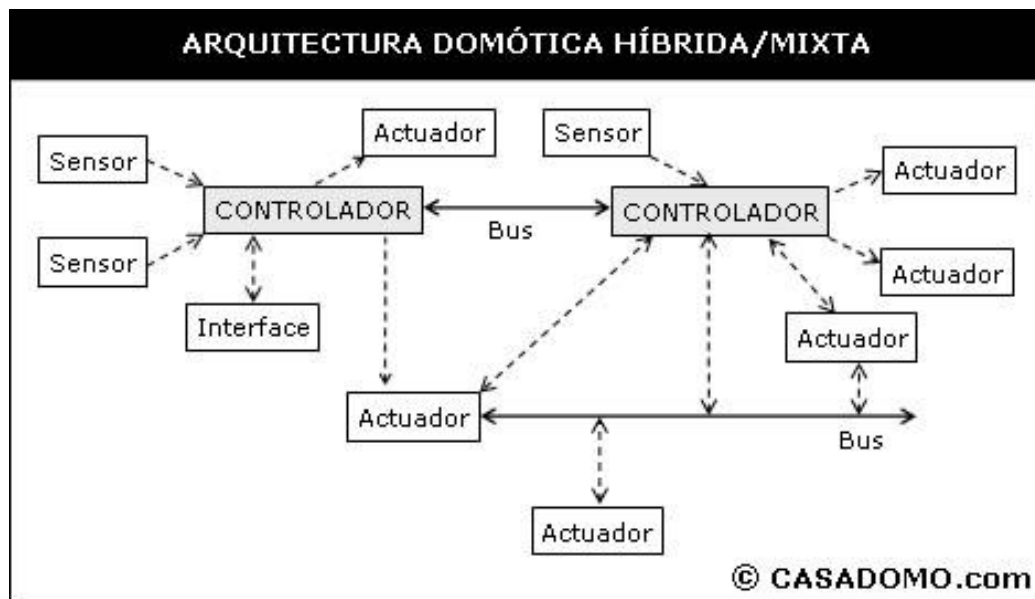 ARQUITECTURA DOMÓTICA HÍBRIDA/MIXTA
Actuador
Sensor
Sensor
Actuador
CONTROLADOR
Bus
CONTROLADOR
Sensor
Actuador
Interface
Actuador
Actuador
Bus
Actuador
© CASADOMO.com